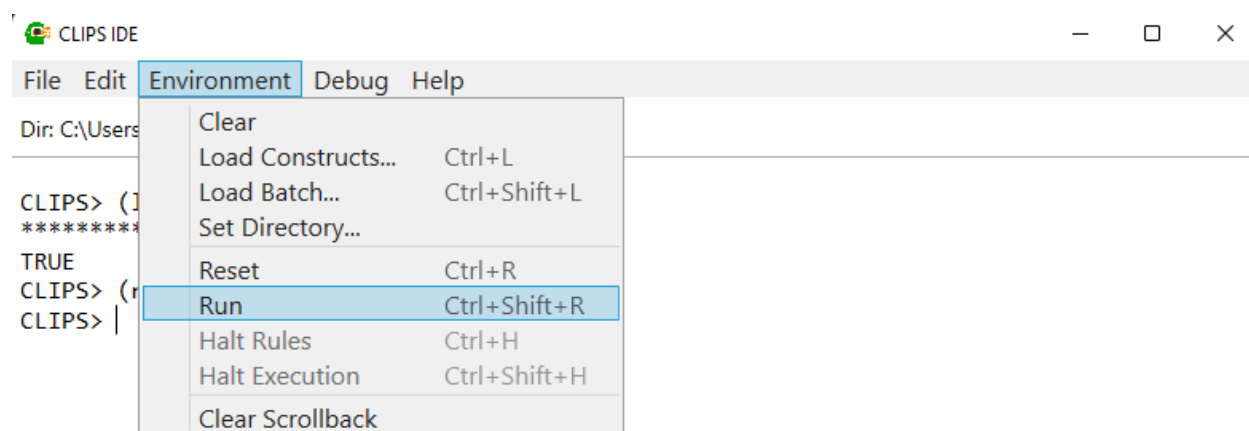 CLIPS IDE
File Edit Environment Debug Help
Dir: C:\Users
Clear
Load Constructs... Ctrl+L
Load Batch... Ctrl+Shift+L
Set Directory...
Reset Ctrl+R
Run Ctrl+Shift+R
Halt Rules Ctrl+H
Halt Execution Ctrl+Shift+H
Clear Scrollback
CLIPS> (
*********
TRUE
CLIPS> (r
CLIPS>